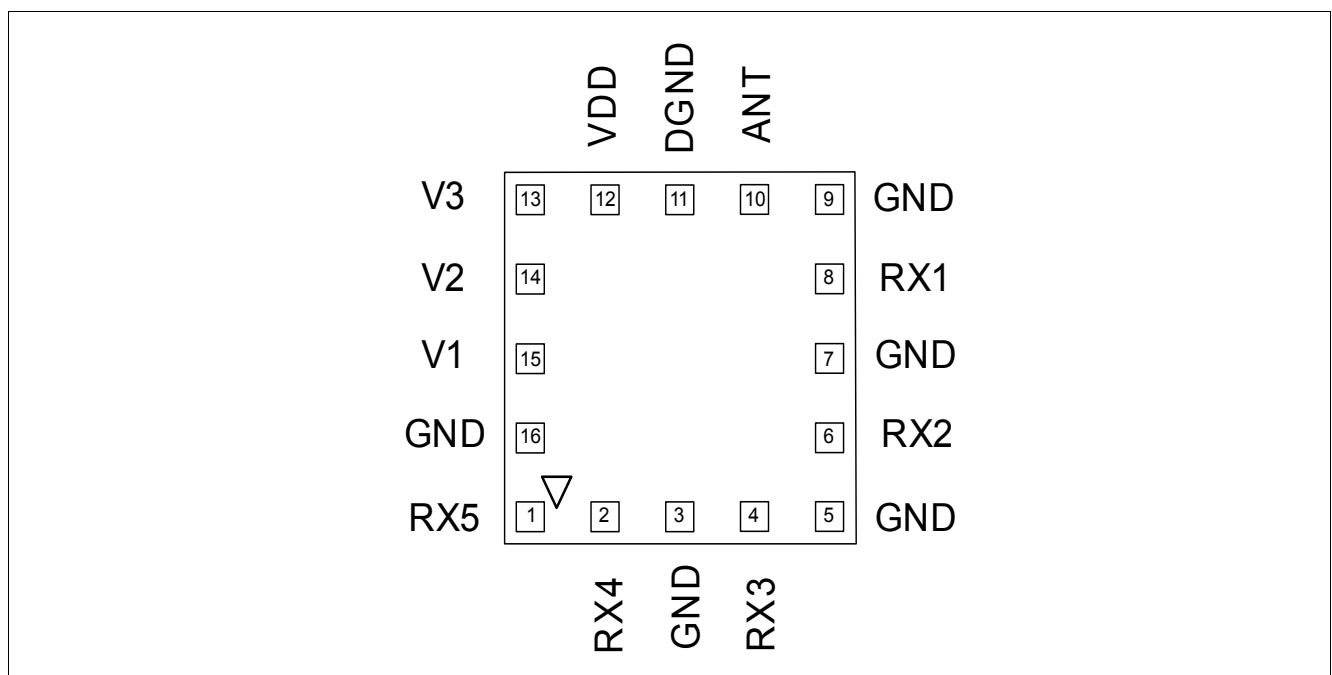 VDD DGND ANT
V3 13 12 11 10 9 GND
V2 14 8 RX1
V1 15 7 GND
GND 16 6 RX2
RX5 1 2 3 4 5 GND
RX4 GND RX3